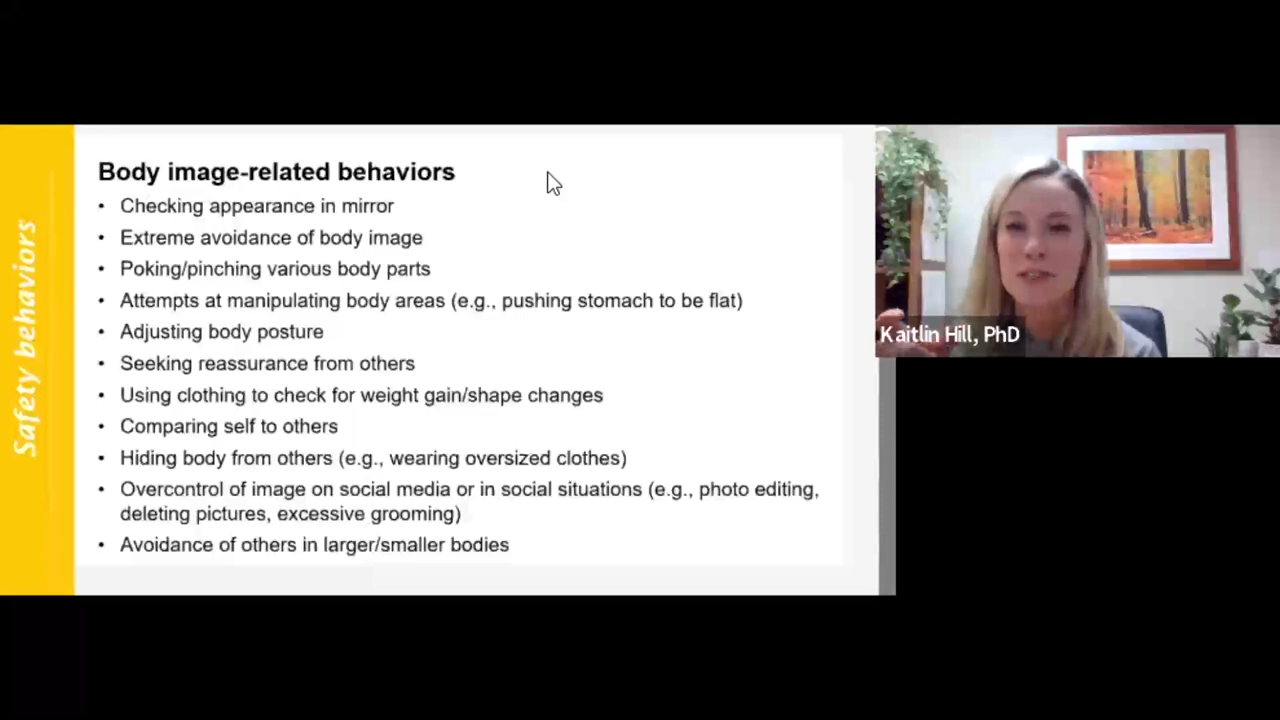 Safety behaviors
Body image-related behaviors
• Checking appearance in mirror
• Extreme avoidance of body image
• Poking/pinching various body parts
• Attempts at manipulating body areas (e.g., pushing stomach to be flat)
• Adjusting body posture
• Seeking reassurance from others
• Using clothing to check for weight gain/shape changes
• Comparing self to others
• Hiding body from others (e.g., wearing oversized clothes)
• Overcontrol of image on social media or in social situations (e.g., photo editing,
deleting pictures, excessive grooming)
• Avoidance of others in larger/smaller bodies
Kaitlin Hill, PhD